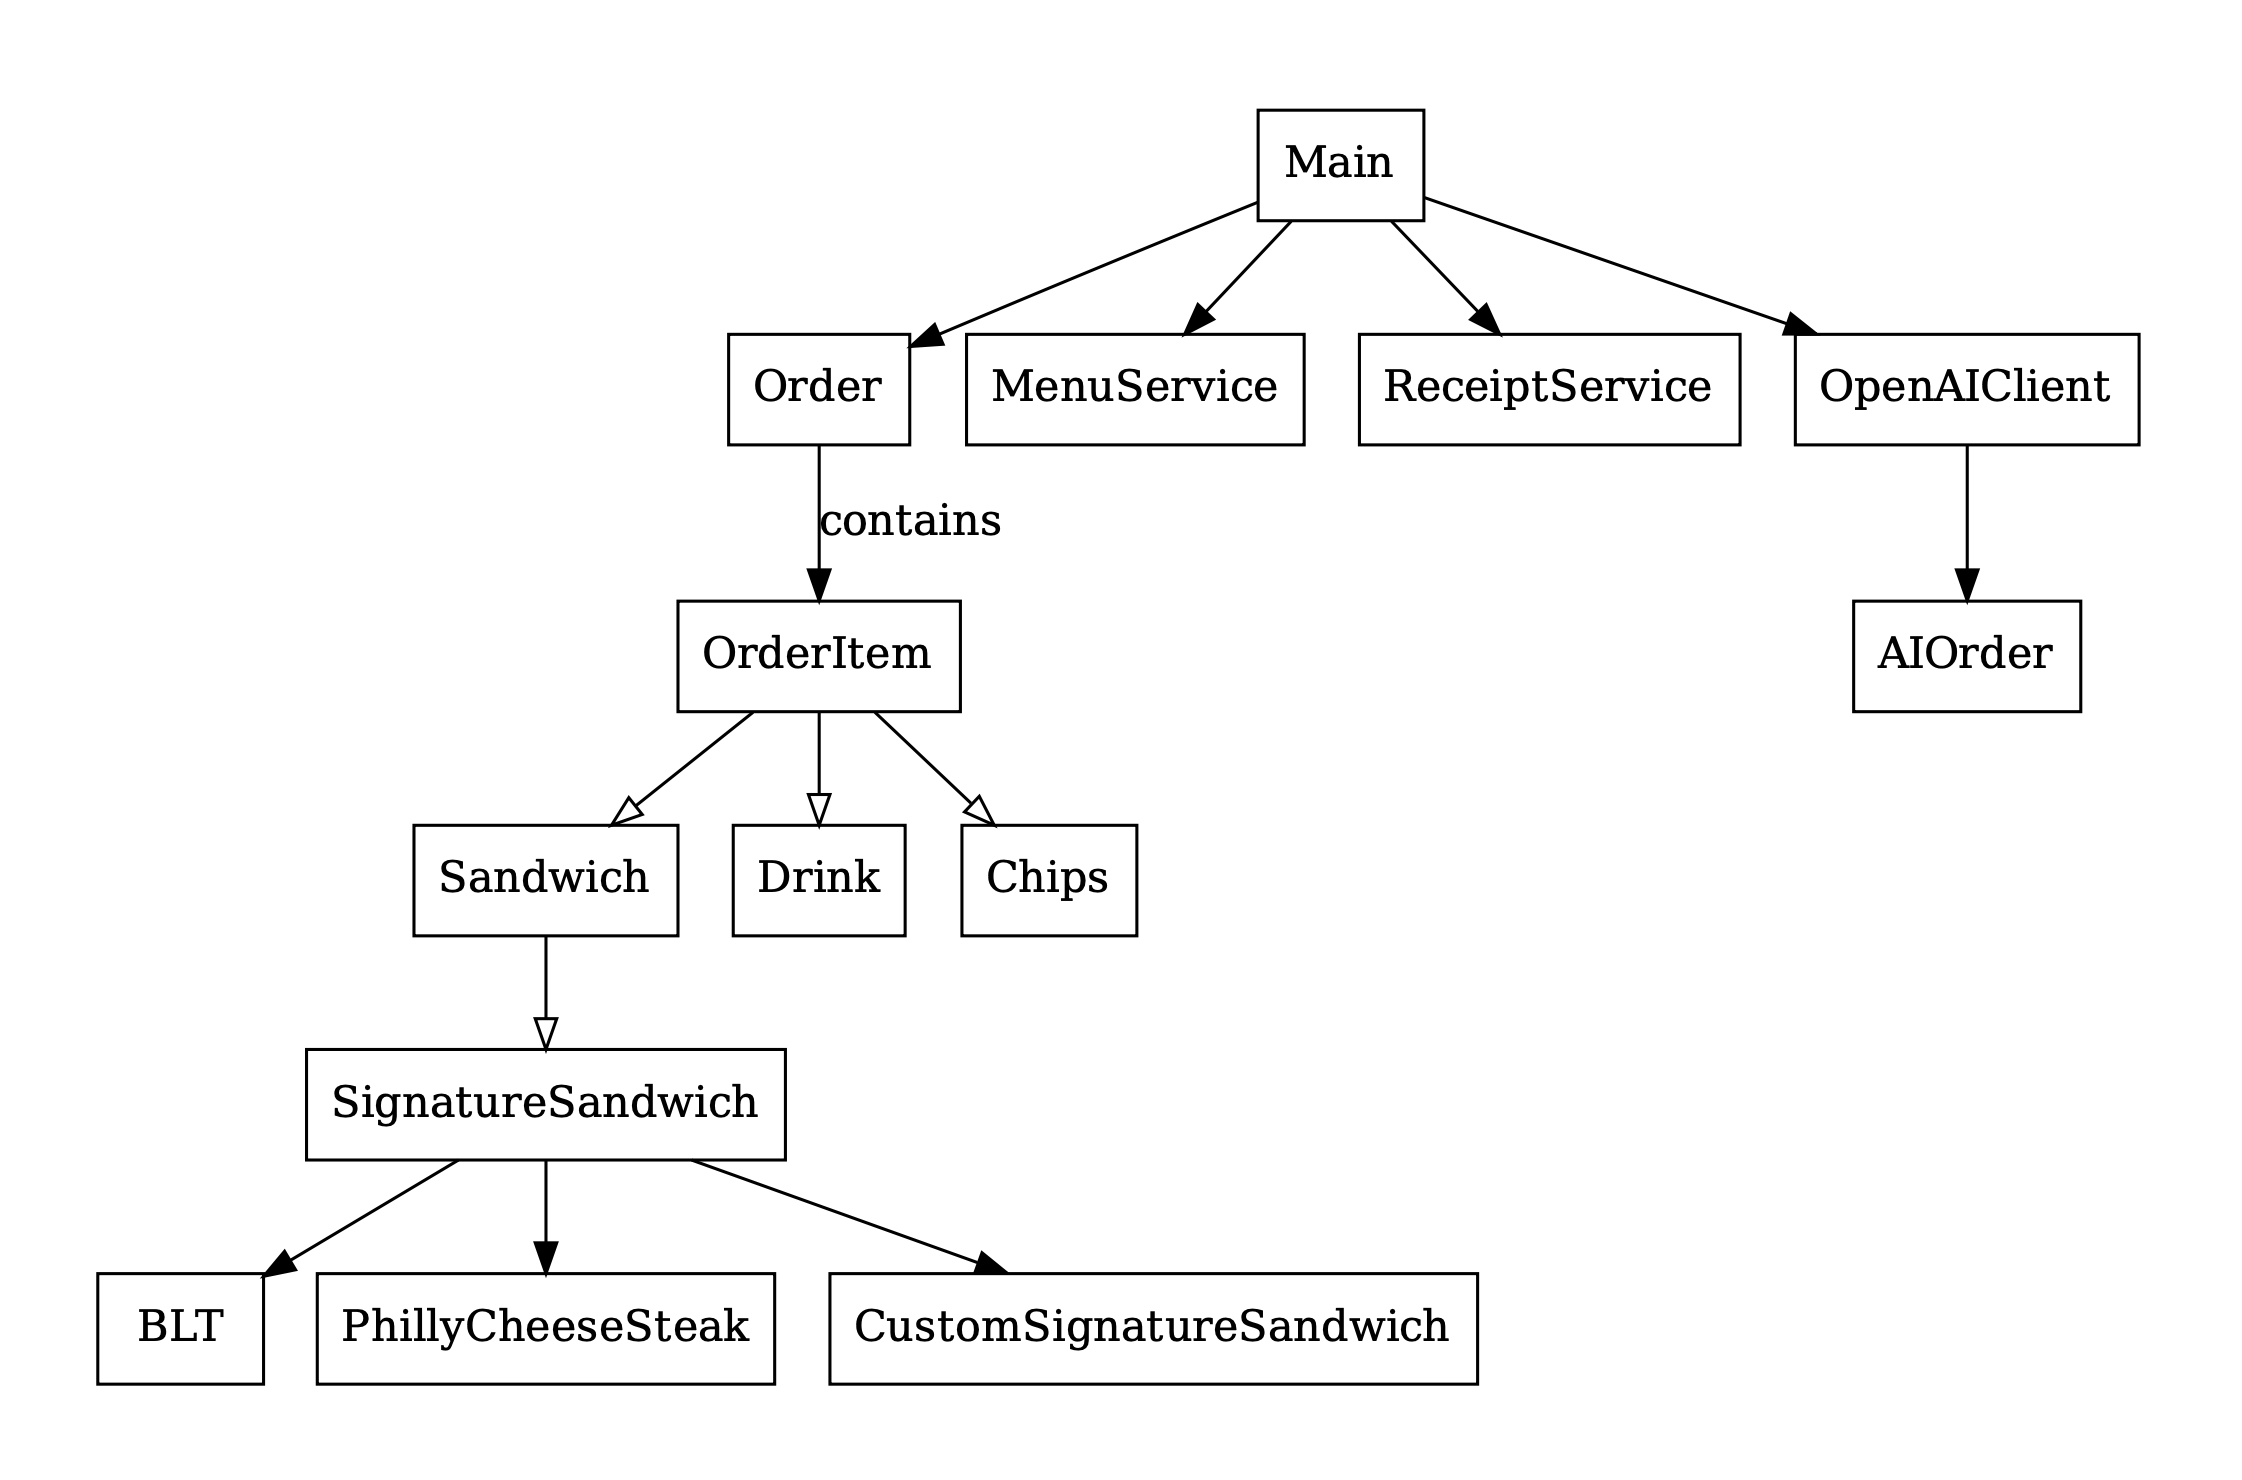 Main
Order
MenuService
ReceiptService
OpenAIClient
contains
OrderItem
AIOrder
Sandwich
Drink
Chips
SignatureSandwich
BLT
PhillyCheeseSteak
CustomSignatureSandwich